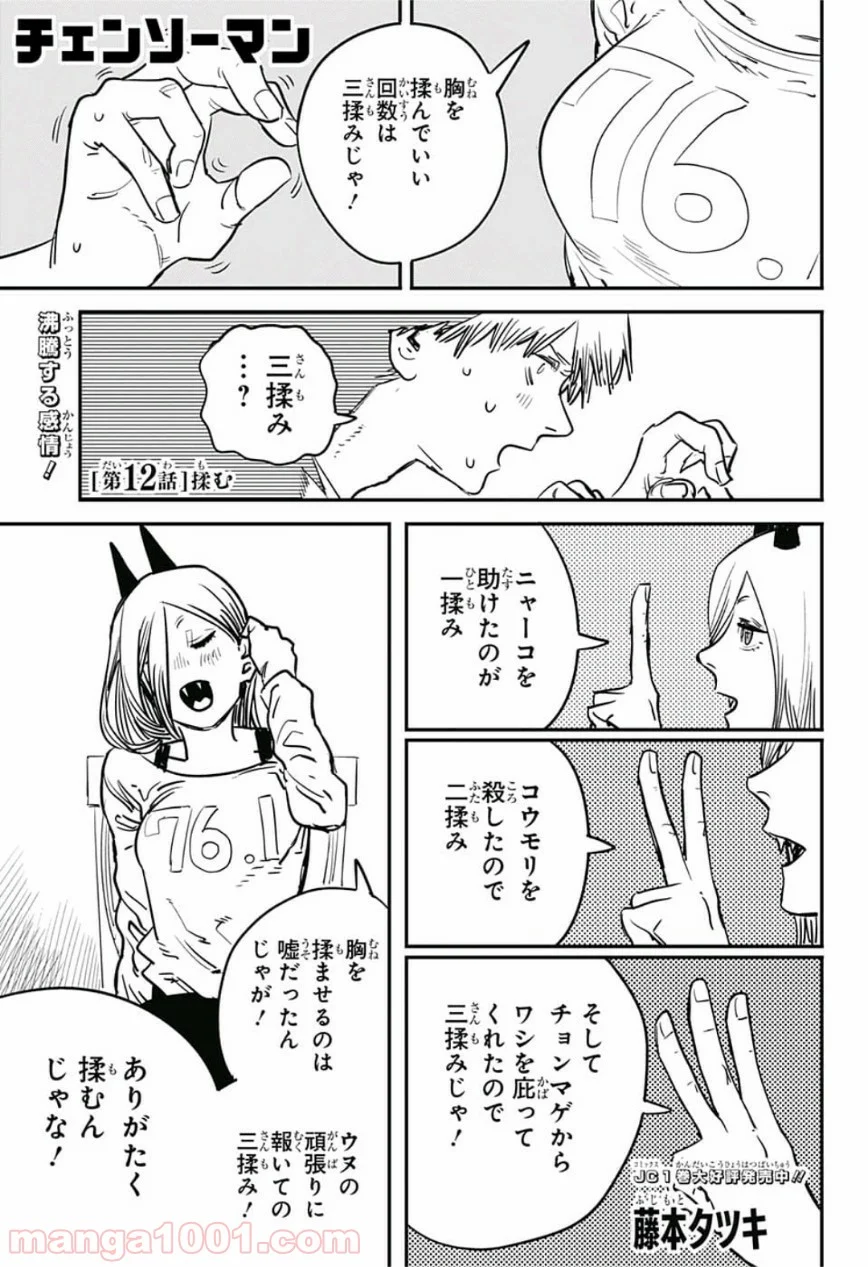 チェンソーマン
胸を
揉んでいい
回数は
三揉みじゃ！
76.
三揉み
…？
沸騰する感情！
[第12話]揉む
ニャーコを
助けたのが
一揉み
コウモリを
殺したので
二揉み
そして
チョンマゲから
ワシを庇って
くれたので
三揉みじゃ！
76.1
胸を
揉ませるのは
嘘だったん
じゃが！
ウヌの
頑張りに
報いての
三揉み！
ありがたく
揉むん
じゃな！
JC1巻大好評発売中!!
藤本タツキ
manga1001.com